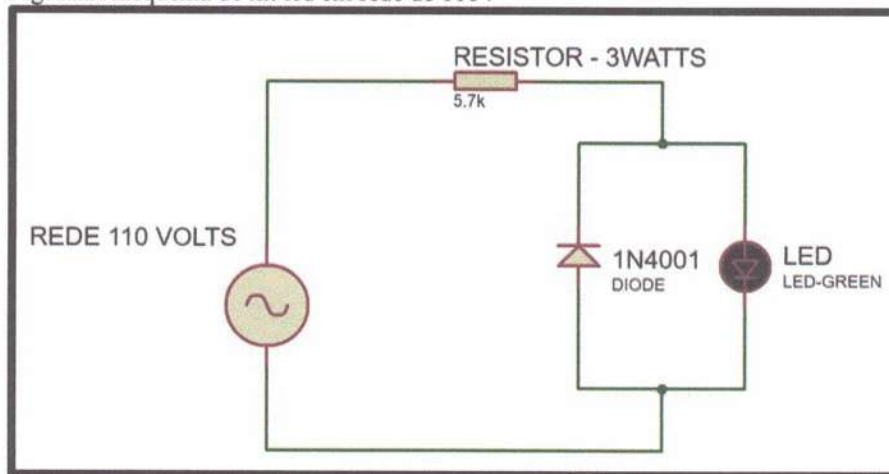 RESISTOR - 3WATTS
5.7k
REDE 110 VOLTS
1N4001
DIODE
LED
LED-GREEN